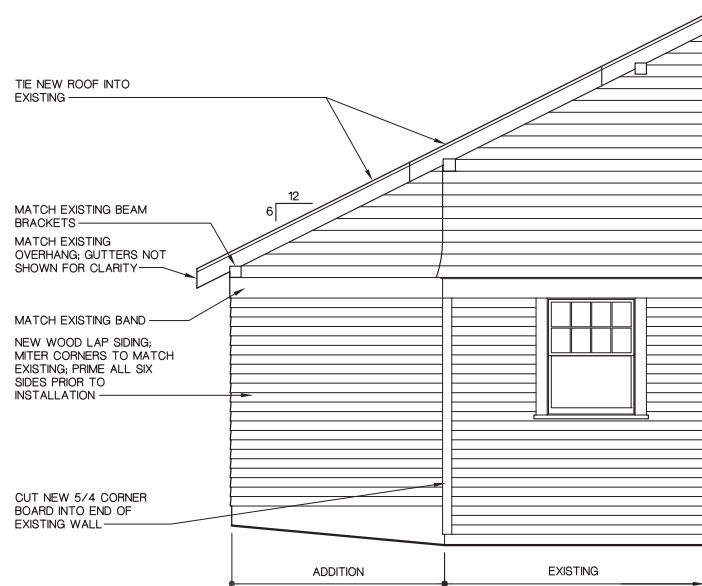 TIE NEW ROOF INTO
EXISTING
12
6
MATCH EXISTING BEAM
BRACKETS
MATCH EXISTING
OVERHANG; GUTTERS NOT
SHOWN FOR CLARITY
MATCH EXISTING BAND
NEW WOOD LAP SIDING;
MITER CORNERS TO MATCH
EXISTING; PRIME ALL SIX
SIDES PRIOR TO
INSTALLATION
CUT NEW 5/4 CORNER
BOARD INTO END OF
EXISTING WALL
ADDITION
EXISTING